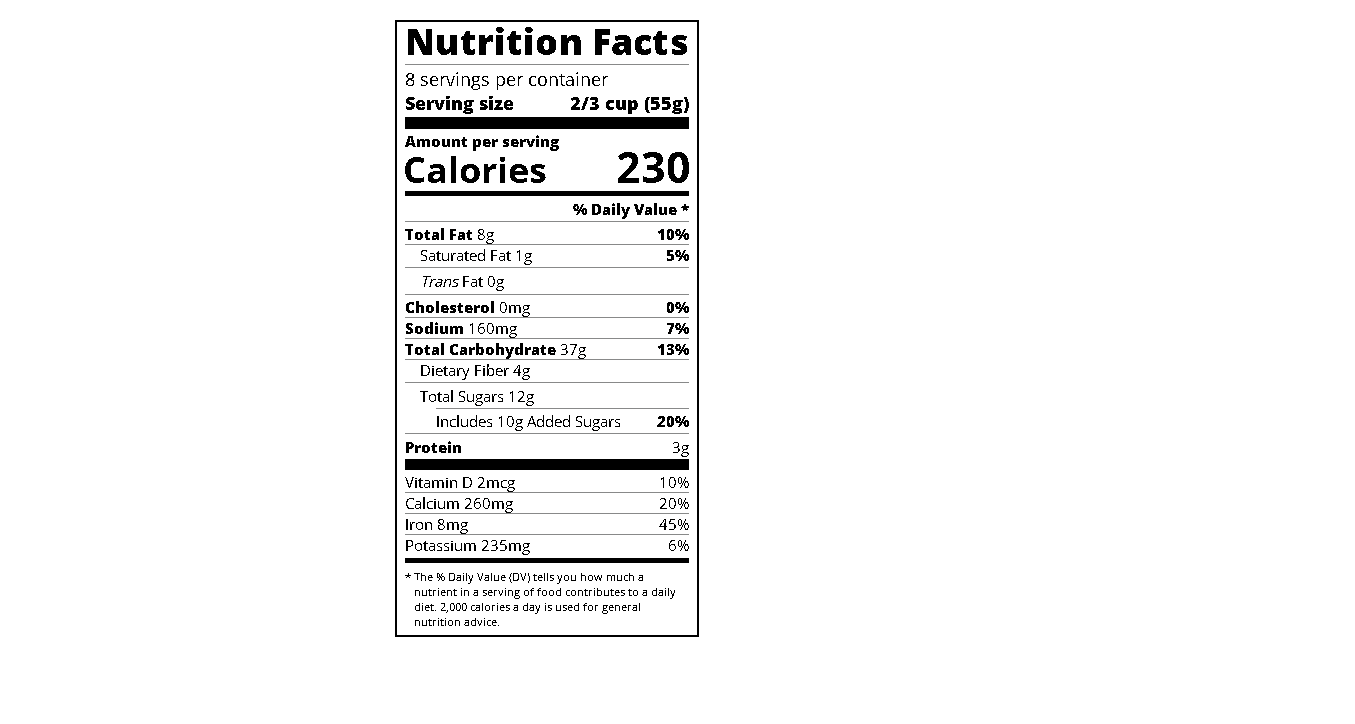 Nutrition Facts
8 servings per container
Serving size 2/3 cup (55g)
Amount per serving
Calories 230
% Daily Value *
Total Fat 8g 10%
Saturated Fat 1g 5%
Trans Fat 0g
Cholesterol 0mg 0%
Sodium 160mg 7%
Total Carbohydrate 37g 13%
Dietary Fiber 4g
Total Sugars 12g
Includes 10g Added Sugars 20%
Protein 3g
Vitamin D 2mcg 10%
Calcium 260mg 20%
Iron 8mg 45%
Potassium 235mg 6%
* The % Daily Value (DV) tells you how much a
nutrient in a serving of food contributes to a daily
diet. 2,000 calories a day is used for general
nutrition advice.